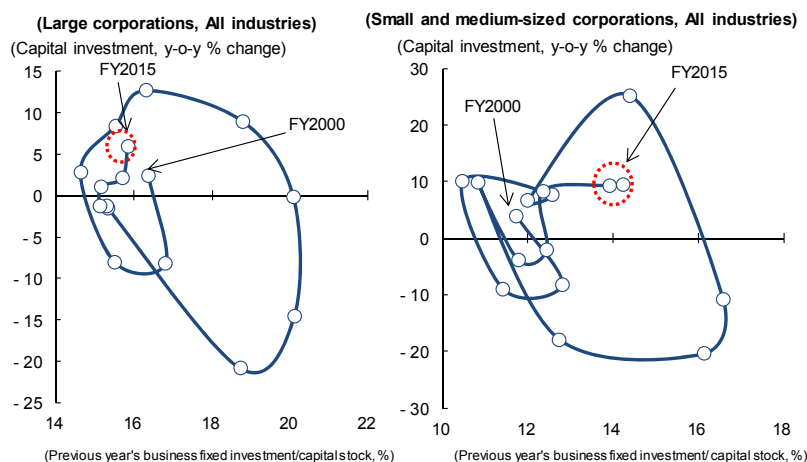 (Large corporations, All industries)
(Capital investment, y-o-y % change)
FY2015
FY2000
15
10
5
0
- 5
- 10
- 15
- 20
- 25
14
16
18
20
22
(Previous year's business fixed investment/capital stock, %)
(Small and medium-sized corporations, All industries)
(Capital investment, y-o-y % change)
FY2015
FY2000
30
20
10
0
- 10
- 20
- 30
10
12
14
16
18
(Previous year's business fixed investment/ capital stock, %)